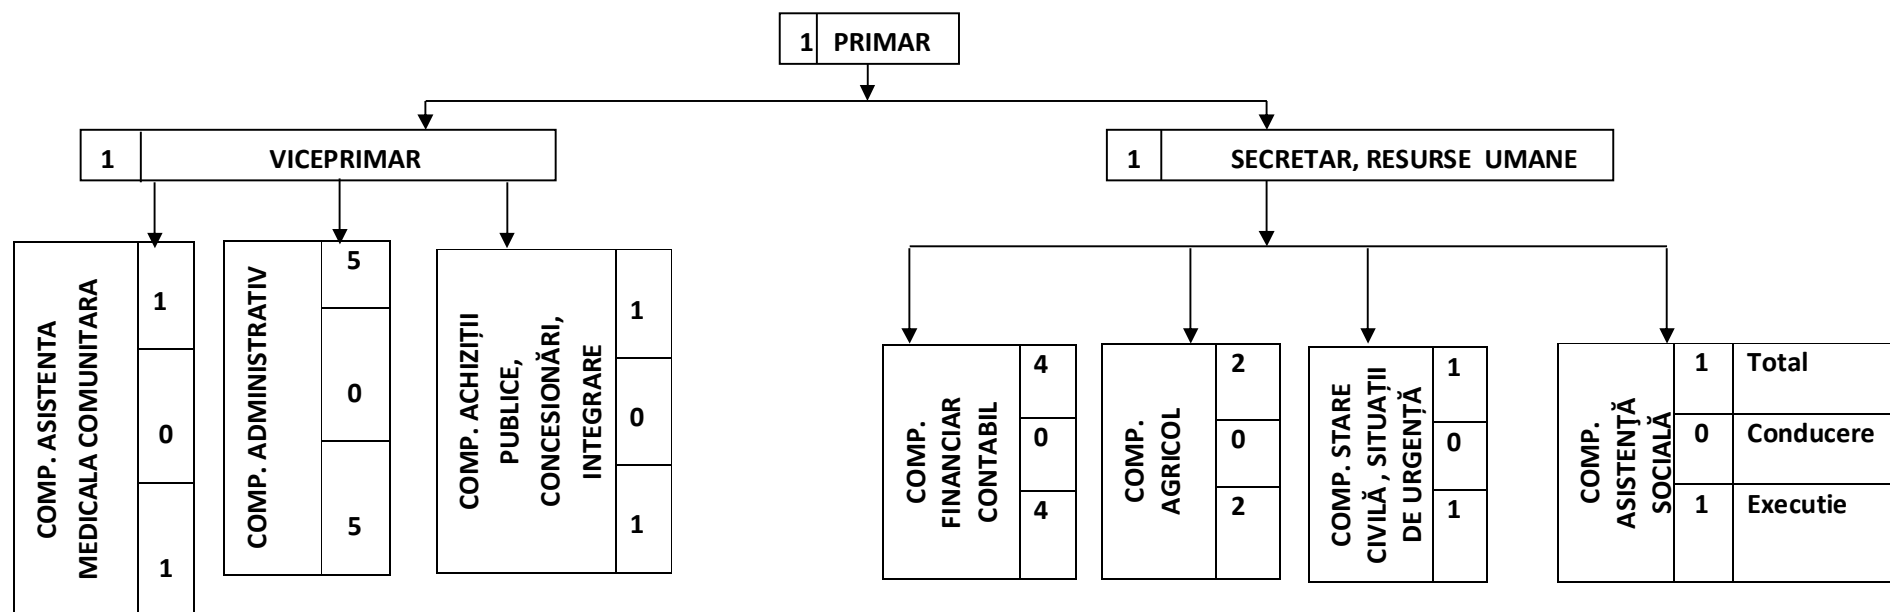 1 PRIMAR
1 VICEPRIMAR
1 SECRETAR, RESURSE UMANE
COMP. ASISTENTA
MEDICALA COMUNITARA
1
0
1
COMP. ADMINISTRATIV
5
0
5
COMP. ACHIZIȚII
PUBLICE,
CONCESIONĂRI,
INTEGRARE
1
0
1
COMP.
FINANCIAR
CONTABIL
4
0
4
COMP.
AGRICOL
2
0
2
COMP. STARE
CIVILĂ , SITUAȚII
DE URGENȚĂ
1
0
1
COMP.
ASISTENŢĂ
SOCIALĂ
1 Total
0 Conducere
1 Executie